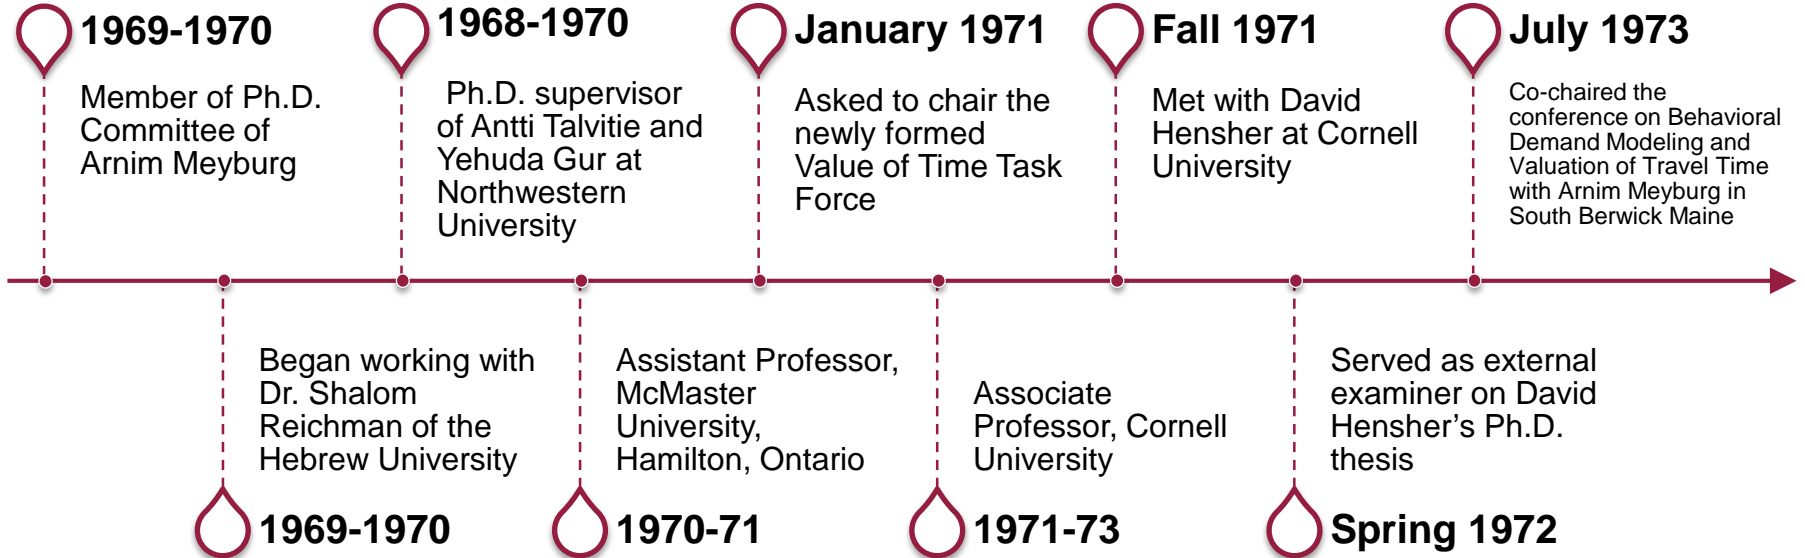 1969-1970
Member of Ph.D.
Committee of
Arnim Meyburg
1968-1970
Ph.D. supervisor
of Antti Talvitie and
Yehuda Gur at
Northwestern
University
January 1971
Asked to chair the
newly formed
Value of Time Task
Force
Fall 1971
Met with David
Hensher at Cornell
University
July 1973
Co-chaired the
conference on Behavioral
Demand Modeling and
Valuation of Travel Time
with Arnim Meyburg in
South Berwick Maine
Began working with
Dr. Shalom
Reichman of the
Hebrew University
1969-1970
Assistant Professor,
McMaster
University,
Hamilton, Ontario
1970-71
Associate
Professor, Cornell
University
1971-73
Served as external
examiner on David
Hensher’s Ph.D.
thesis
Spring 1972